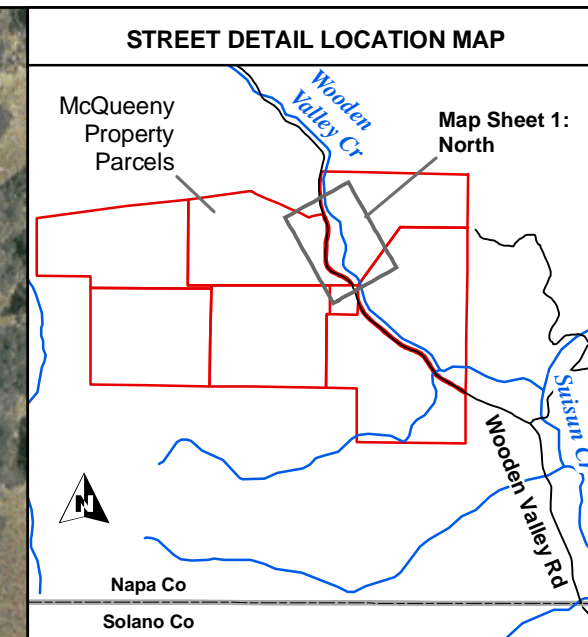 STREET DETAIL LOCATION MAP
McQueeny
Property
Parcels
Wooden
Valley Cr
Map Sheet 1:
North
Suisun Cr
Wooden Valley Rd
N
Napa Co
Solano Co